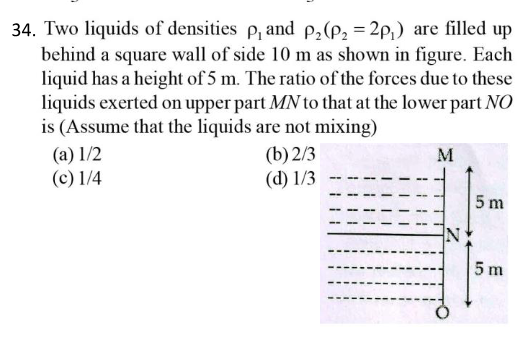 34. Two liquids of densities ρ₁ and ρ₂(ρ₂ = 2ρ₁) are filled up
behind a square wall of side 10 m as shown in figure. Each
liquid has a height of 5 m. The ratio of the forces due to these
liquids exerted on upper part MN to that at the lower part NO
is (Assume that the liquids are not mixing)
(a) 1/2 (b) 2/3
(c) 1/4 (d) 1/3
M
5 m
N
5 m
O